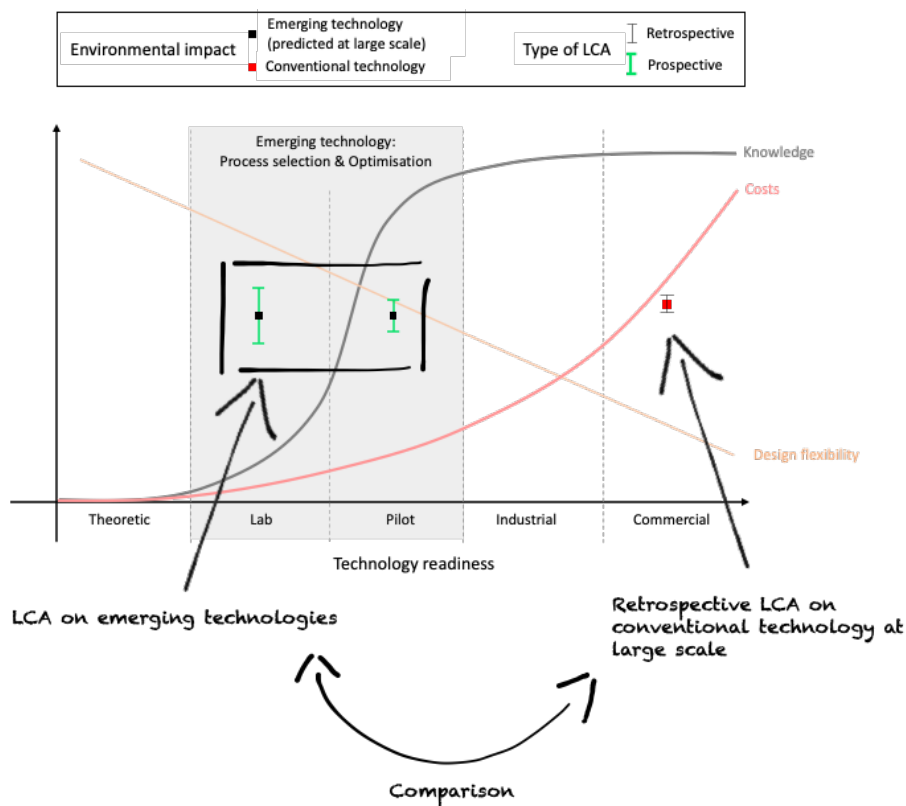 Environmental impact
Emerging technology
(predicted at large scale)
Conventional technology
Type of LCA
Retrospective
Prospective
Emerging technology:
Process selection & Optimisation
Knowledge
Costs
Design flexibility
Theoretic
Lab
Pilot
Industrial
Commercial
Technology readiness
LCA on emerging technologies
Retrospective LCA on
conventional technology at
large scale
Comparison